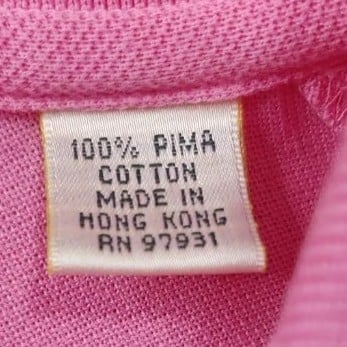 100% PIMA
COTTON
MADE IN
HONG KONG
RN 97931